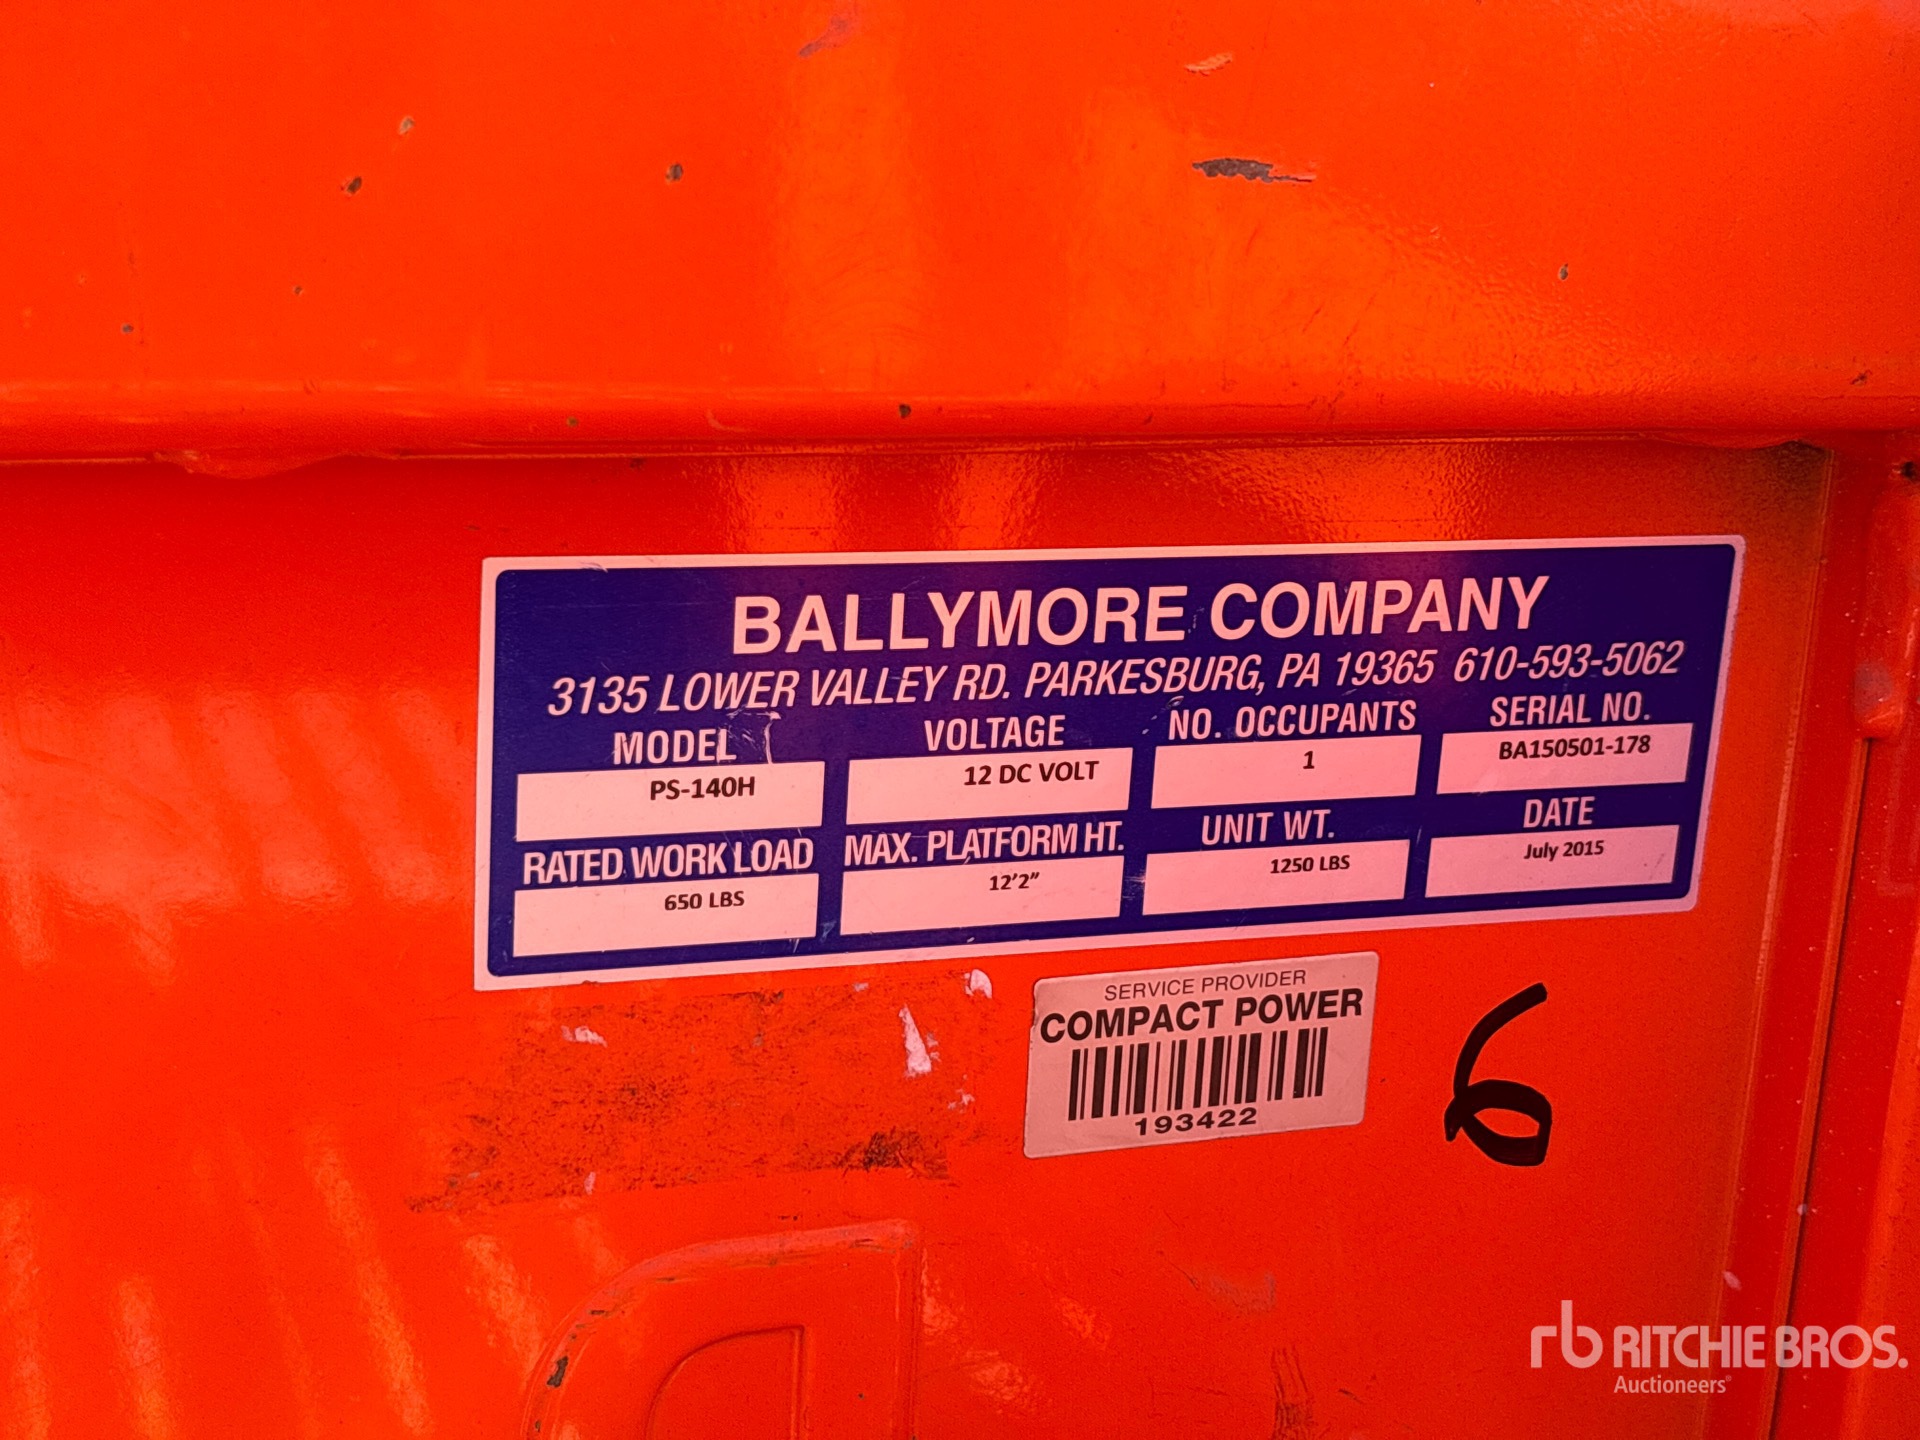 BALLYMORE COMPANY
3135 LOWER VALLEY RD. PARKESBURG, PA 19365 610-593-5062
MODEL VOLTAGE NO. OCCUPANTS SERIAL NO.
PS-140H 12 DC VOLT 1 BA150501-178
RATED WORK LOAD MAX. PLATFORM HT. UNIT WT. DATE
650 LBS 12'2" 1250 LBS July 2015
SERVICE PROVIDER
COMPACT POWER
193422
6
rb RITCHIE BROS.
Auctioneers